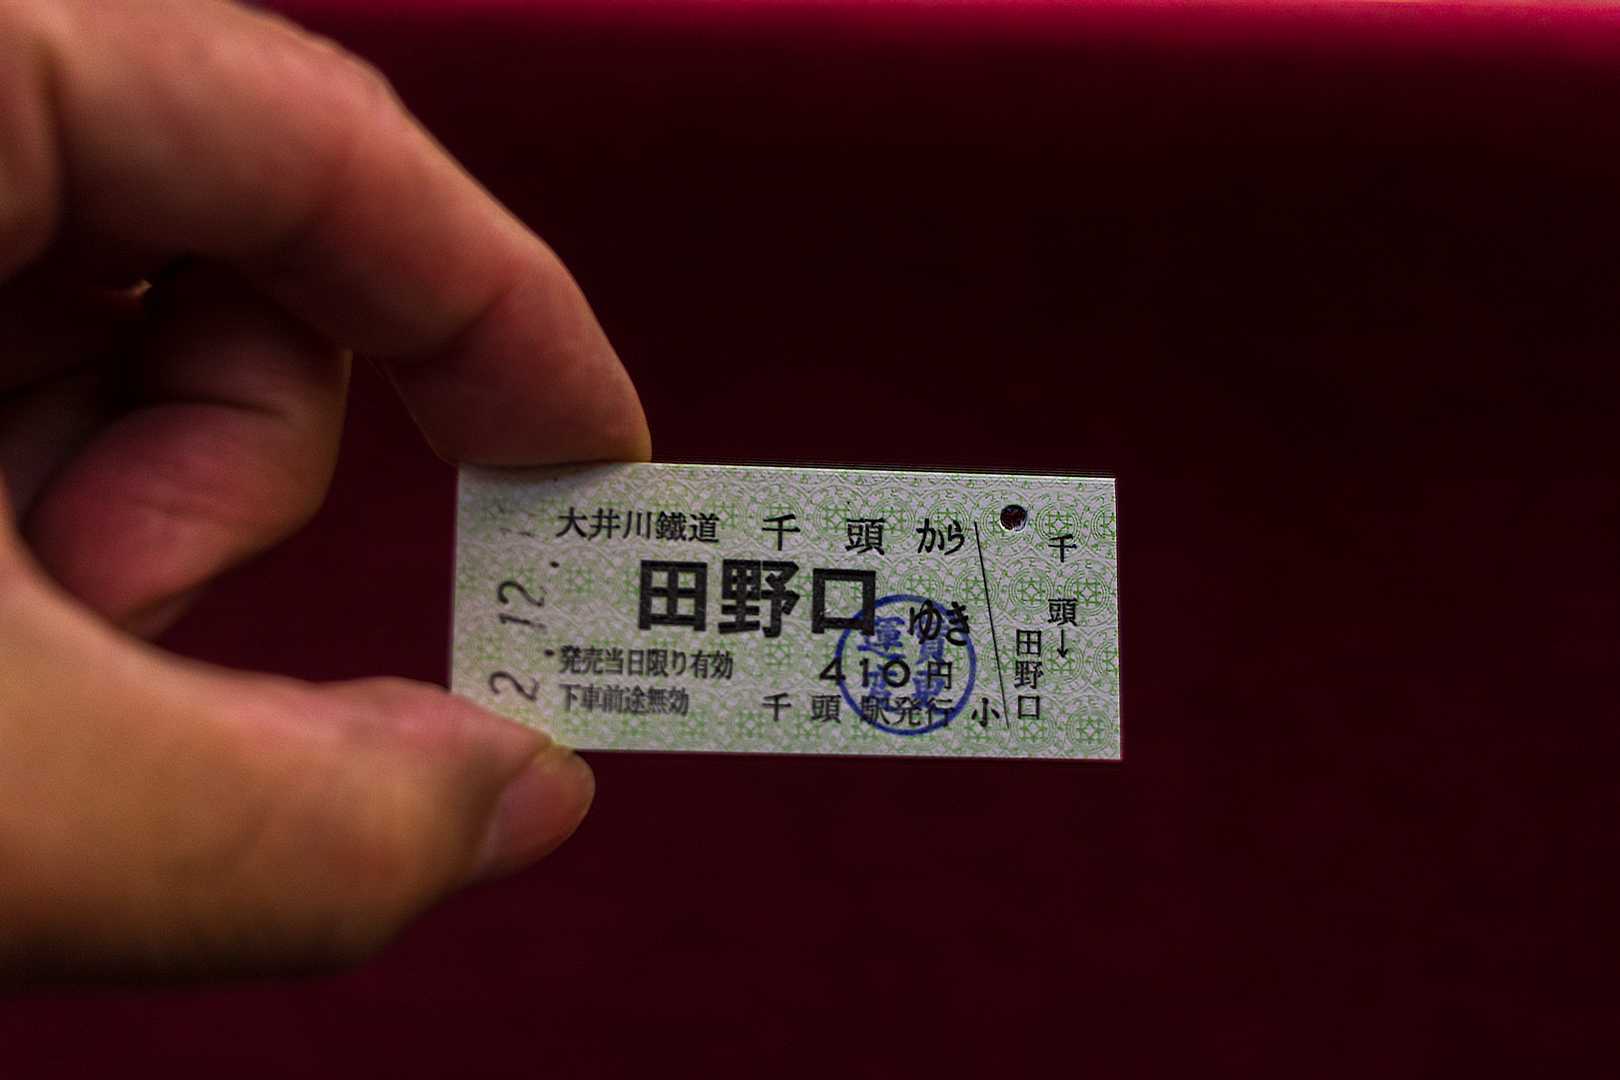 大井川鐵道 千頭から
田野口ゆき
発売当日限り有効 410円
下車前途無効 千頭駅発行 小
千頭→
田野口
2.12.